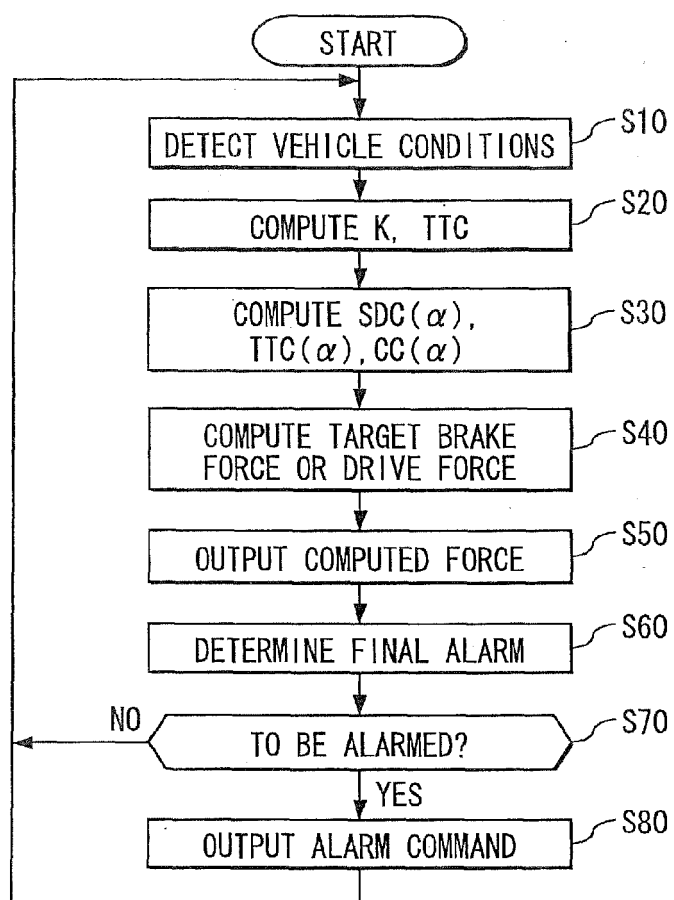 START
DETECT VEHICLE CONDITIONS
S10
COMPUTE K, TTC
S20
COMPUTE SDC(α),
TTC(α), CC(α)
S30
COMPUTE TARGET BRAKE
FORCE OR DRIVE FORCE
S40
OUTPUT COMPUTED FORCE
S50
DETERMINE FINAL ALARM
S60
NO
TO BE ALARMED?
S70
YES
OUTPUT ALARM COMMAND
S80